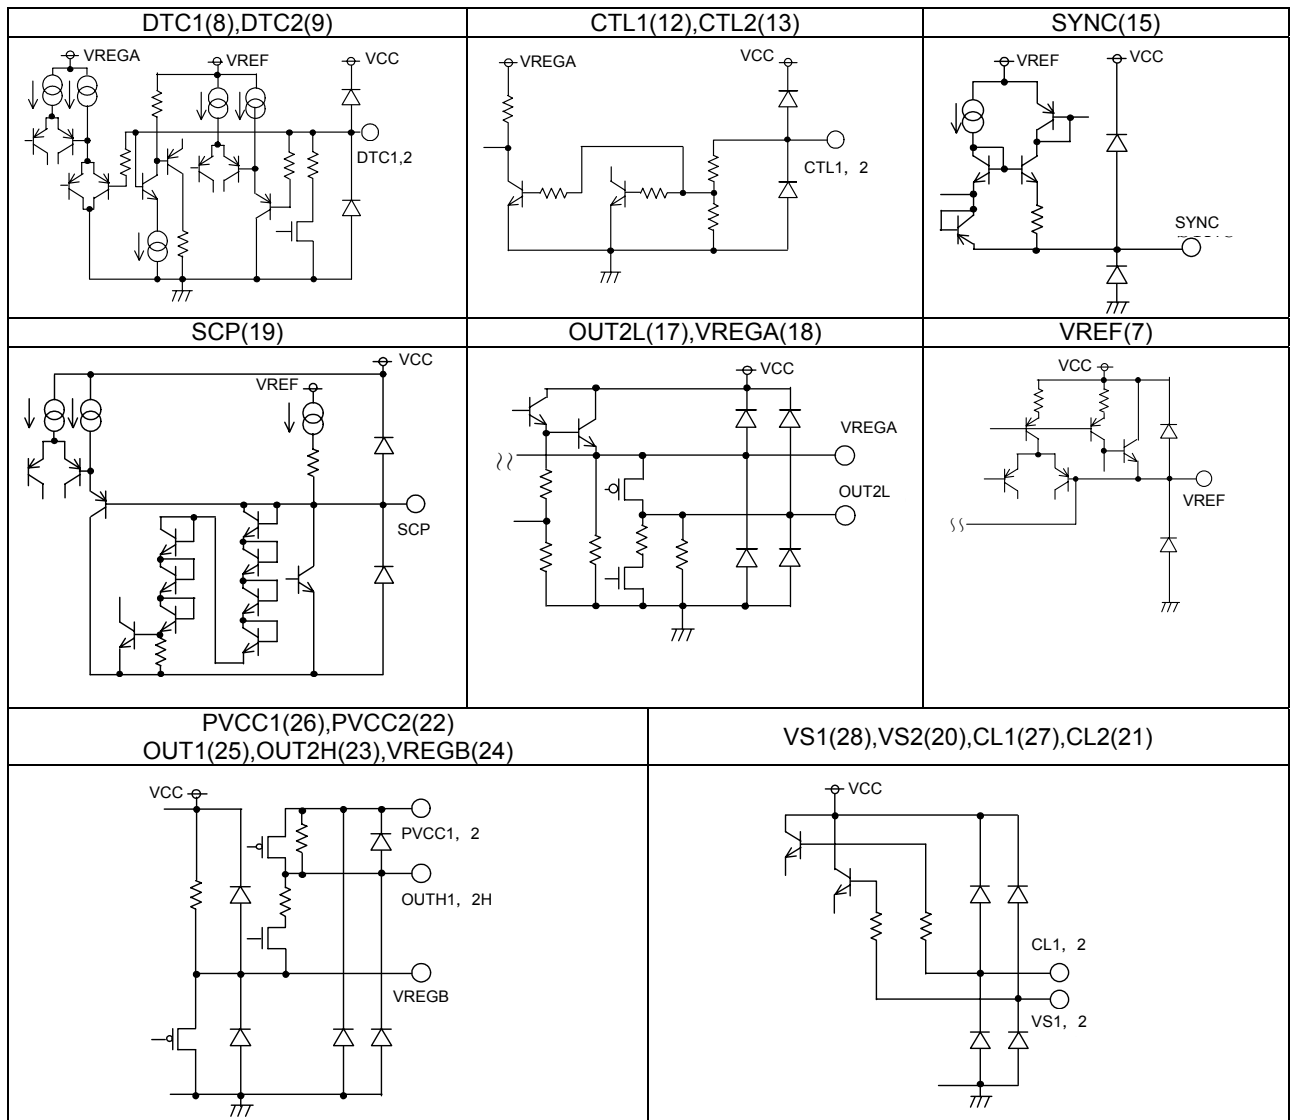 DTC1(8),DTC2(9)
CTL1(12),CTL2(13)
SYNC(15)
VREGA
VREF
VCC
DTC1,2
VREGA
VCC
CTL1, 2
VREF
VCC
SYNC
SCP(19)
OUT2L(17),VREGA(18)
VREF(7)
VCC
VREF
SCP
VCC
VREGA
OUT2L
VCC
VREF
PVCC1(26),PVCC2(22)
OUT1(25),OUT2H(23),VREGB(24)
VS1(28),VS2(20),CL1(27),CL2(21)
VCC
PVCC1, 2
OUTH1, 2H
VREGB
VCC
CL1, 2
VS1, 2